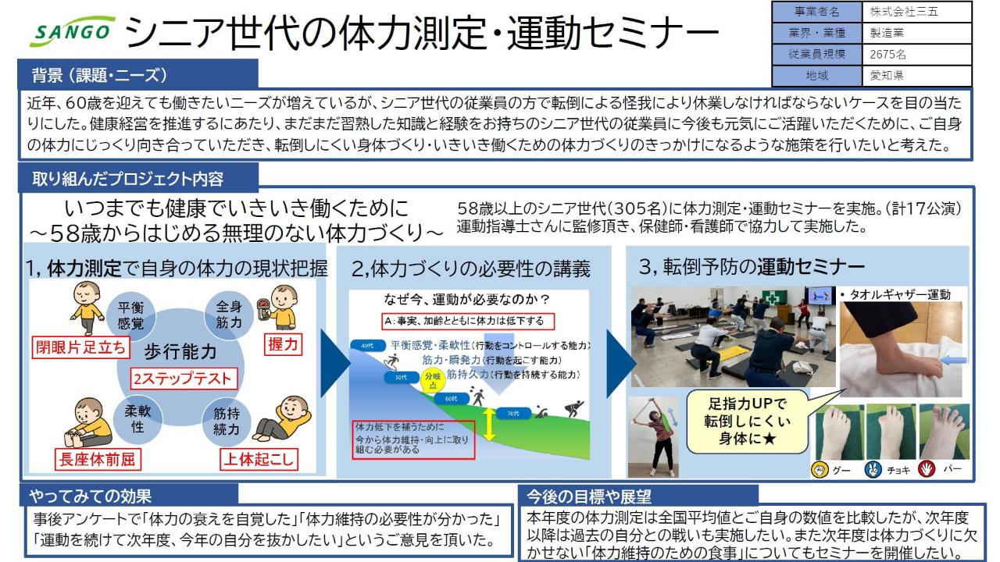 SANGO
シニア世代の体力測定・運動セミナー
事業者名 株式会社三五
業界・業種 製造業
従業員規模 2675名
地域 愛知県
背景（課題・ニーズ）
近年、60歳を迎えても働きたいニーズが増えているが、シニア世代の従業員の方で転倒による怪我により休業しなければならないケースを目の当た
りにした。健康経営を推進するにあたり、まだまだ習熟した知識と経験をお持ちのシニア世代の従業員に今後も元気にご活躍いただくために、ご自身
の体力にじっくり向き合っていただき、転倒しにくい身体づくり・いきいき働くための体力づくりのきっかけになるような施策を行いたいと考えた。
取り組んだプロジェクト内容
いつまでも健康でいきいき働くために
～58歳からはじめる無理のない体力づくり～
58歳以上のシニア世代（305名）に体力測定・運動セミナーを実施。（計17公演）
運動指導士さんに監修頂き、保健師・看護師で協力して実施した。
1, 体力測定で自身の体力の現状把握
平衡
感覚
全身
筋力
閉眼片足立ち
握力
歩行能力
2ステップテスト
柔軟
性
筋持
続力
長座体前屈
上体起こし
2,体力づくりの必要性の講義
なぜ今、運動が必要なのか？
A：事実、加齢とともに体力は低下する
40代
平衡感覚・柔軟性（行動をコントロールする能力）
筋力・瞬発力（行動を起こす能力）
50代
分岐
点
筋持久力（行動を持続する能力）
60代
70代
体力低下を補うために
今から体力維持・向上に取り
組む必要がある
3, 転倒予防の運動セミナー
• タオルギャザー運動
足指力UPで
転倒しにくい
身体に★
グー
チョキ
パー
やってみての効果
事後アンケートで「体力の衰えを自覚した」「体力維持の必要性が分かった」
「運動を続けて次年度、今年の自分を抜かしたい」というご意見を頂いた。
今後の目標や展望
本年度の体力測定は全国平均値とご自身の数値を比較したが、次年度
以降は過去の自分との戦いも実施したい。また次年度は体力づくりに欠
かせない「体力維持のための食事」についてもセミナーを開催したい。